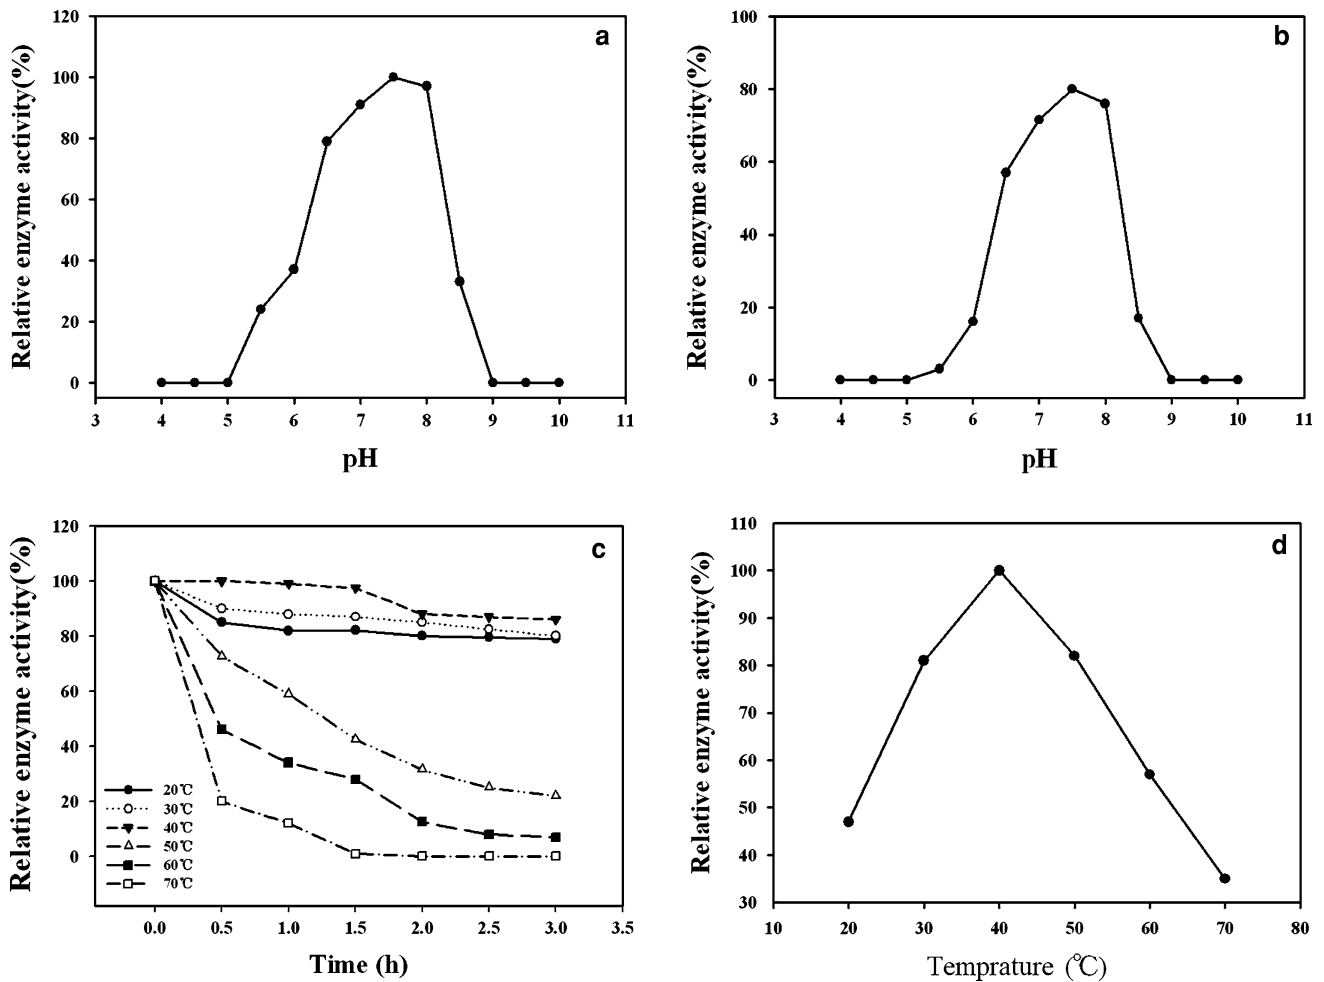 a
120
100
80
60
40
20
0
Relative enzyme activity(%)
3 4 5 6 7 8 9 10 11
pH
b
100
80
60
40
20
0
Relative enzyme activity(%)
3 4 5 6 7 8 9 10 11
pH
c
120
100
80
60
40
20
0
Relative enzyme activity(%)
20℃
30℃
40℃
50℃
60℃
70℃
0.0 0.5 1.0 1.5 2.0 2.5 3.0 3.5
Time (h)
d
110
100
90
80
70
60
50
40
30
Relative enzyme activity(%)
10 20 30 40 50 60 70 80
Temprature (℃)